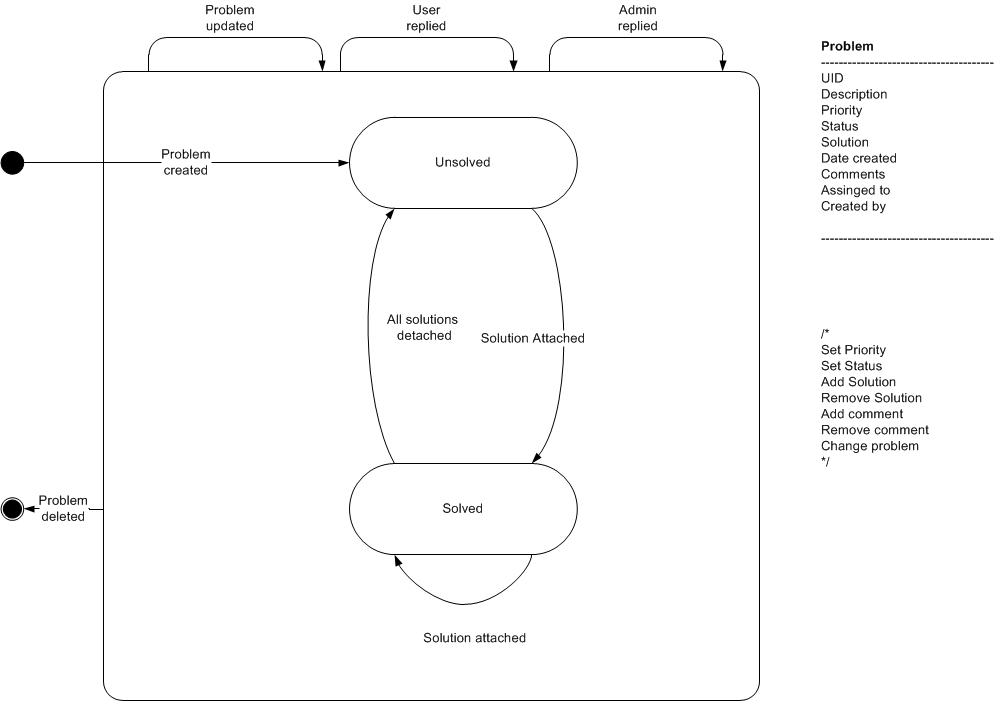 Problem
updated
User
replied
Admin
replied
Problem
created
Unsolved
All solutions
detached
Solution Attached
Problem
deleted
Solved
Solution attached
Problem
----------------------------------------
UID
Description
Priority
Status
Solution
Date created
Comments
Assinged to
Created by
----------------------------------------
/*
Set Priority
Set Status
Add Solution
Remove Solution
Add comment
Remove comment
Change problem
*/